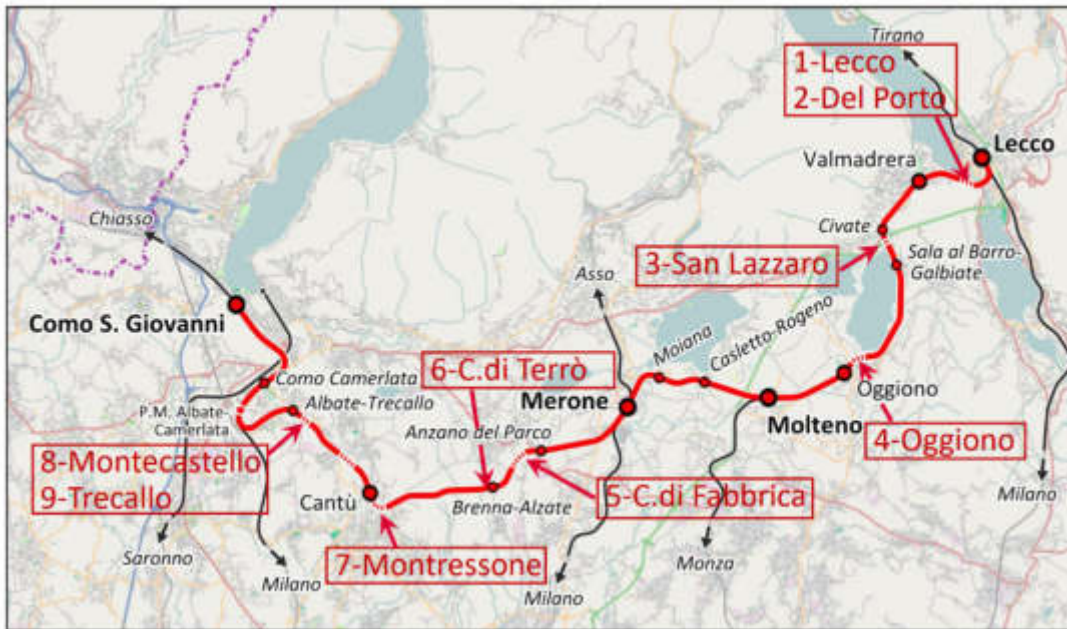 Tirano
1-Lecco
2-Del Porto
Lecco
Valmadrera
Chiasso
Civate
Sala al Barro-
Galbiate
3-San Lazzaro
Asso
Como S. Giovanni
Moiana
Casletto-Rogeno
6-C.di Terrò
Como Camerlata
Oggiono
Merone
Albate-Trecallo
P.M. Albate-
Camerlata
Molteno
Anzano del Parco
4-Oggiono
8-Montecastello
9-Trecallo
5-C.di Fabbrica
Milano
Cantù
Brenna-Alzate
Saronno
7-Montressone
Monza
Milano
Milano